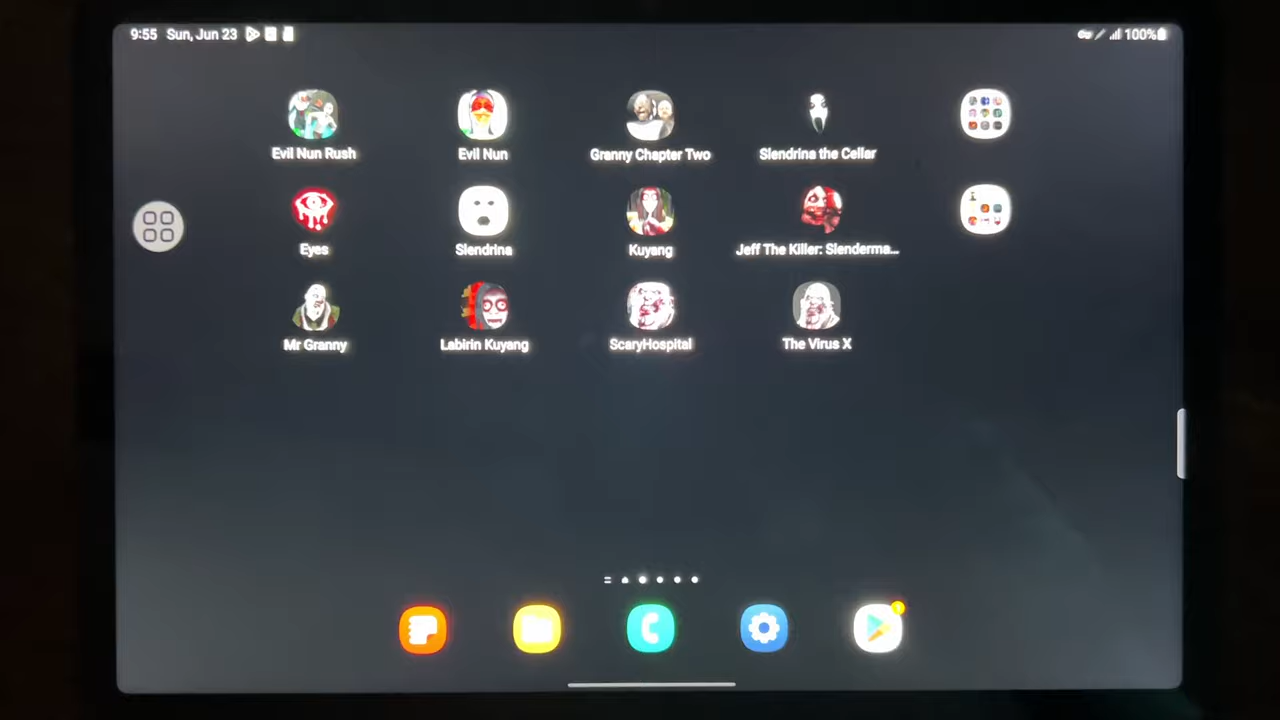 9:55 Sun, Jun 23
100%
Evil Nun Rush
Evil Nun
Granny Chapter Two
Slendrina the Cellar
Eyes
Slendrina
Kuyang
Jeff The Killer: Slenderma...
Mr Granny
Labirin Kuyang
ScaryHospital
The Virus X